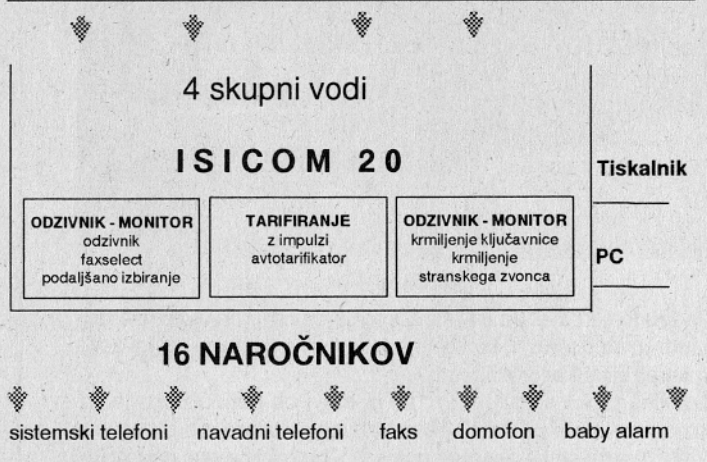 4 skupni vodi
ISICOM 20
Tiskalnik
ODZIVNIK - MONITOR
odzivnik
faxselect
podaljšano izbiranje
TARIFIRANJE
z impulzi
avtotarifikator
ODZIVNIK - MONITOR
krmiljenje ključavnice
krmiljenje
stranskega zvonca
PC
16 NAROČNIKOV
sistemski telefoni navadni telefoni faks domofon baby alarm